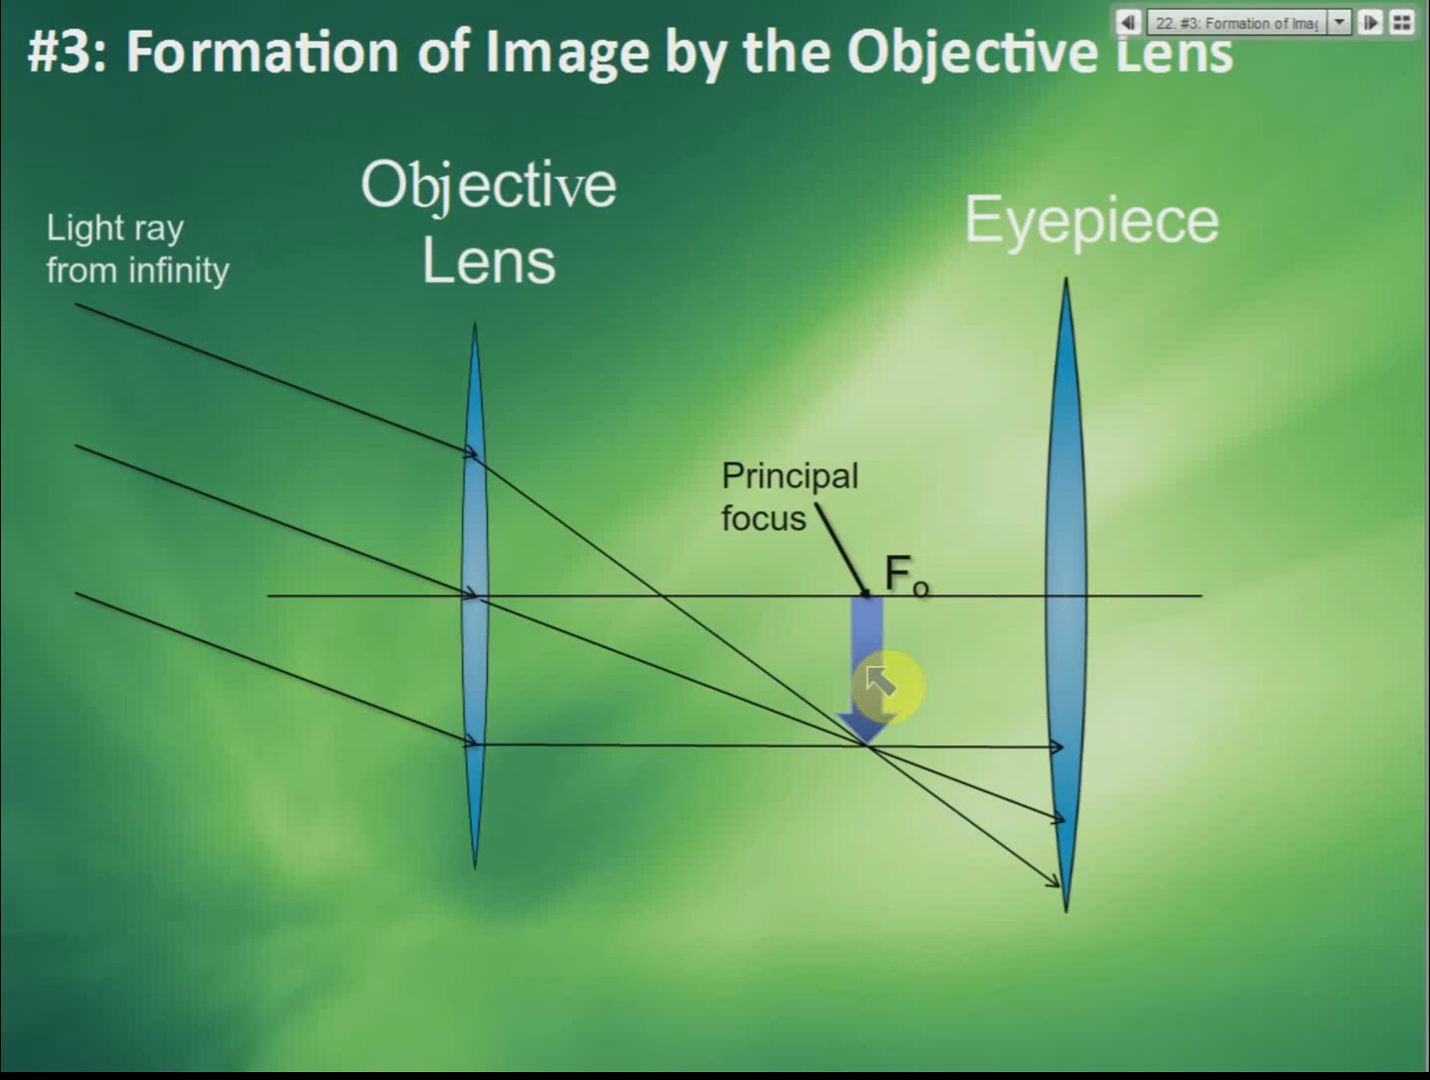 22. #3: Formation of Imag
#3: Formation of Image by the Objective Lens
Objective
Lens
Eyepiece
Light ray
from infinity
Principal
focus
Fo